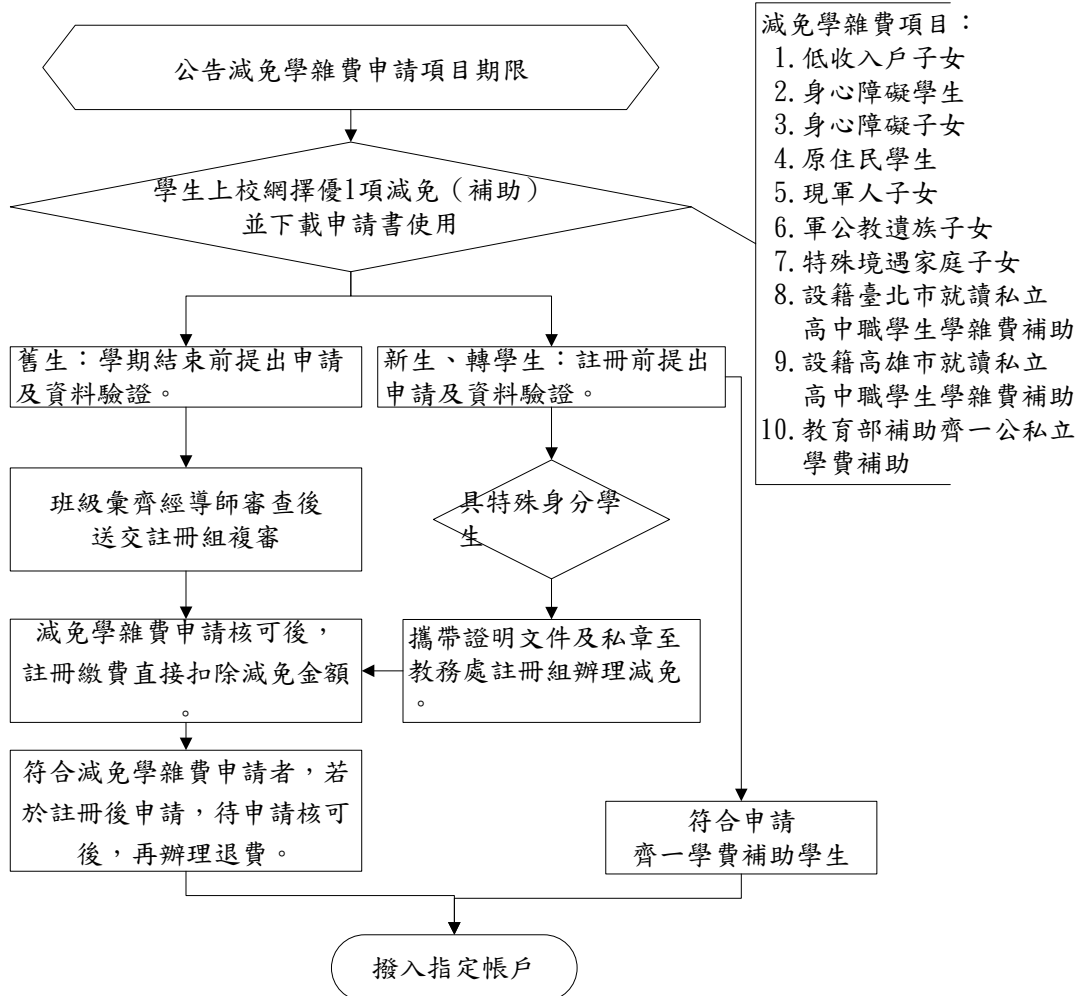 公告減免學雜費申請項目期限
學生上校網擇優1項減免（補助）
並下載申請書使用
減免學雜費項目：
1.低收入戶子女
2.身心障礙學生
3.身心障礙子女
4.原住民學生
5.現軍人子女
6.軍公教遺族子女
7.特殊境遇家庭子女
8.設籍臺北市就讀私立
高中職學生學雜費補助
9.設籍高雄市就讀私立
高中職學生學雜費補助
10.教育部補助齊一公私立
學費補助
舊生：學期結束前提出申請
及資料驗證。
新生、轉學生：註冊前提出
申請及資料驗證。
班級彙齊經導師審查後
送交註冊組複審
具特殊身分學
生
減免學雜費申請核可後，
註冊繳費直接扣除減免金額
。
攜帶證明文件及私章至
教務處註冊組辦理減免
。
符合減免學雜費申請者，若
於註冊後申請，待申請核可
後，再辦理退費。
符合申請
齊一學費補助學生
撥入指定帳戶